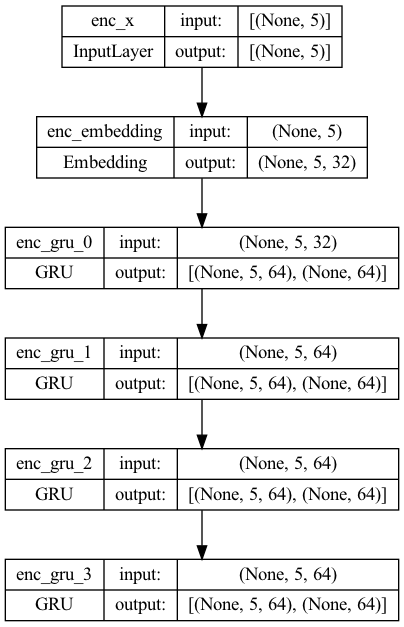 enc_x input: [(None, 5)]
InputLayer output: [(None, 5)]
enc_embedding input: (None, 5)
Embedding output: (None, 5, 32)
enc_gru_0 input: (None, 5, 32)
GRU output: [(None, 5, 64), (None, 64)]
enc_gru_1 input: (None, 5, 64)
GRU output: [(None, 5, 64), (None, 64)]
enc_gru_2 input: (None, 5, 64)
GRU output: [(None, 5, 64), (None, 64)]
enc_gru_3 input: (None, 5, 64)
GRU output: [(None, 5, 64), (None, 64)]